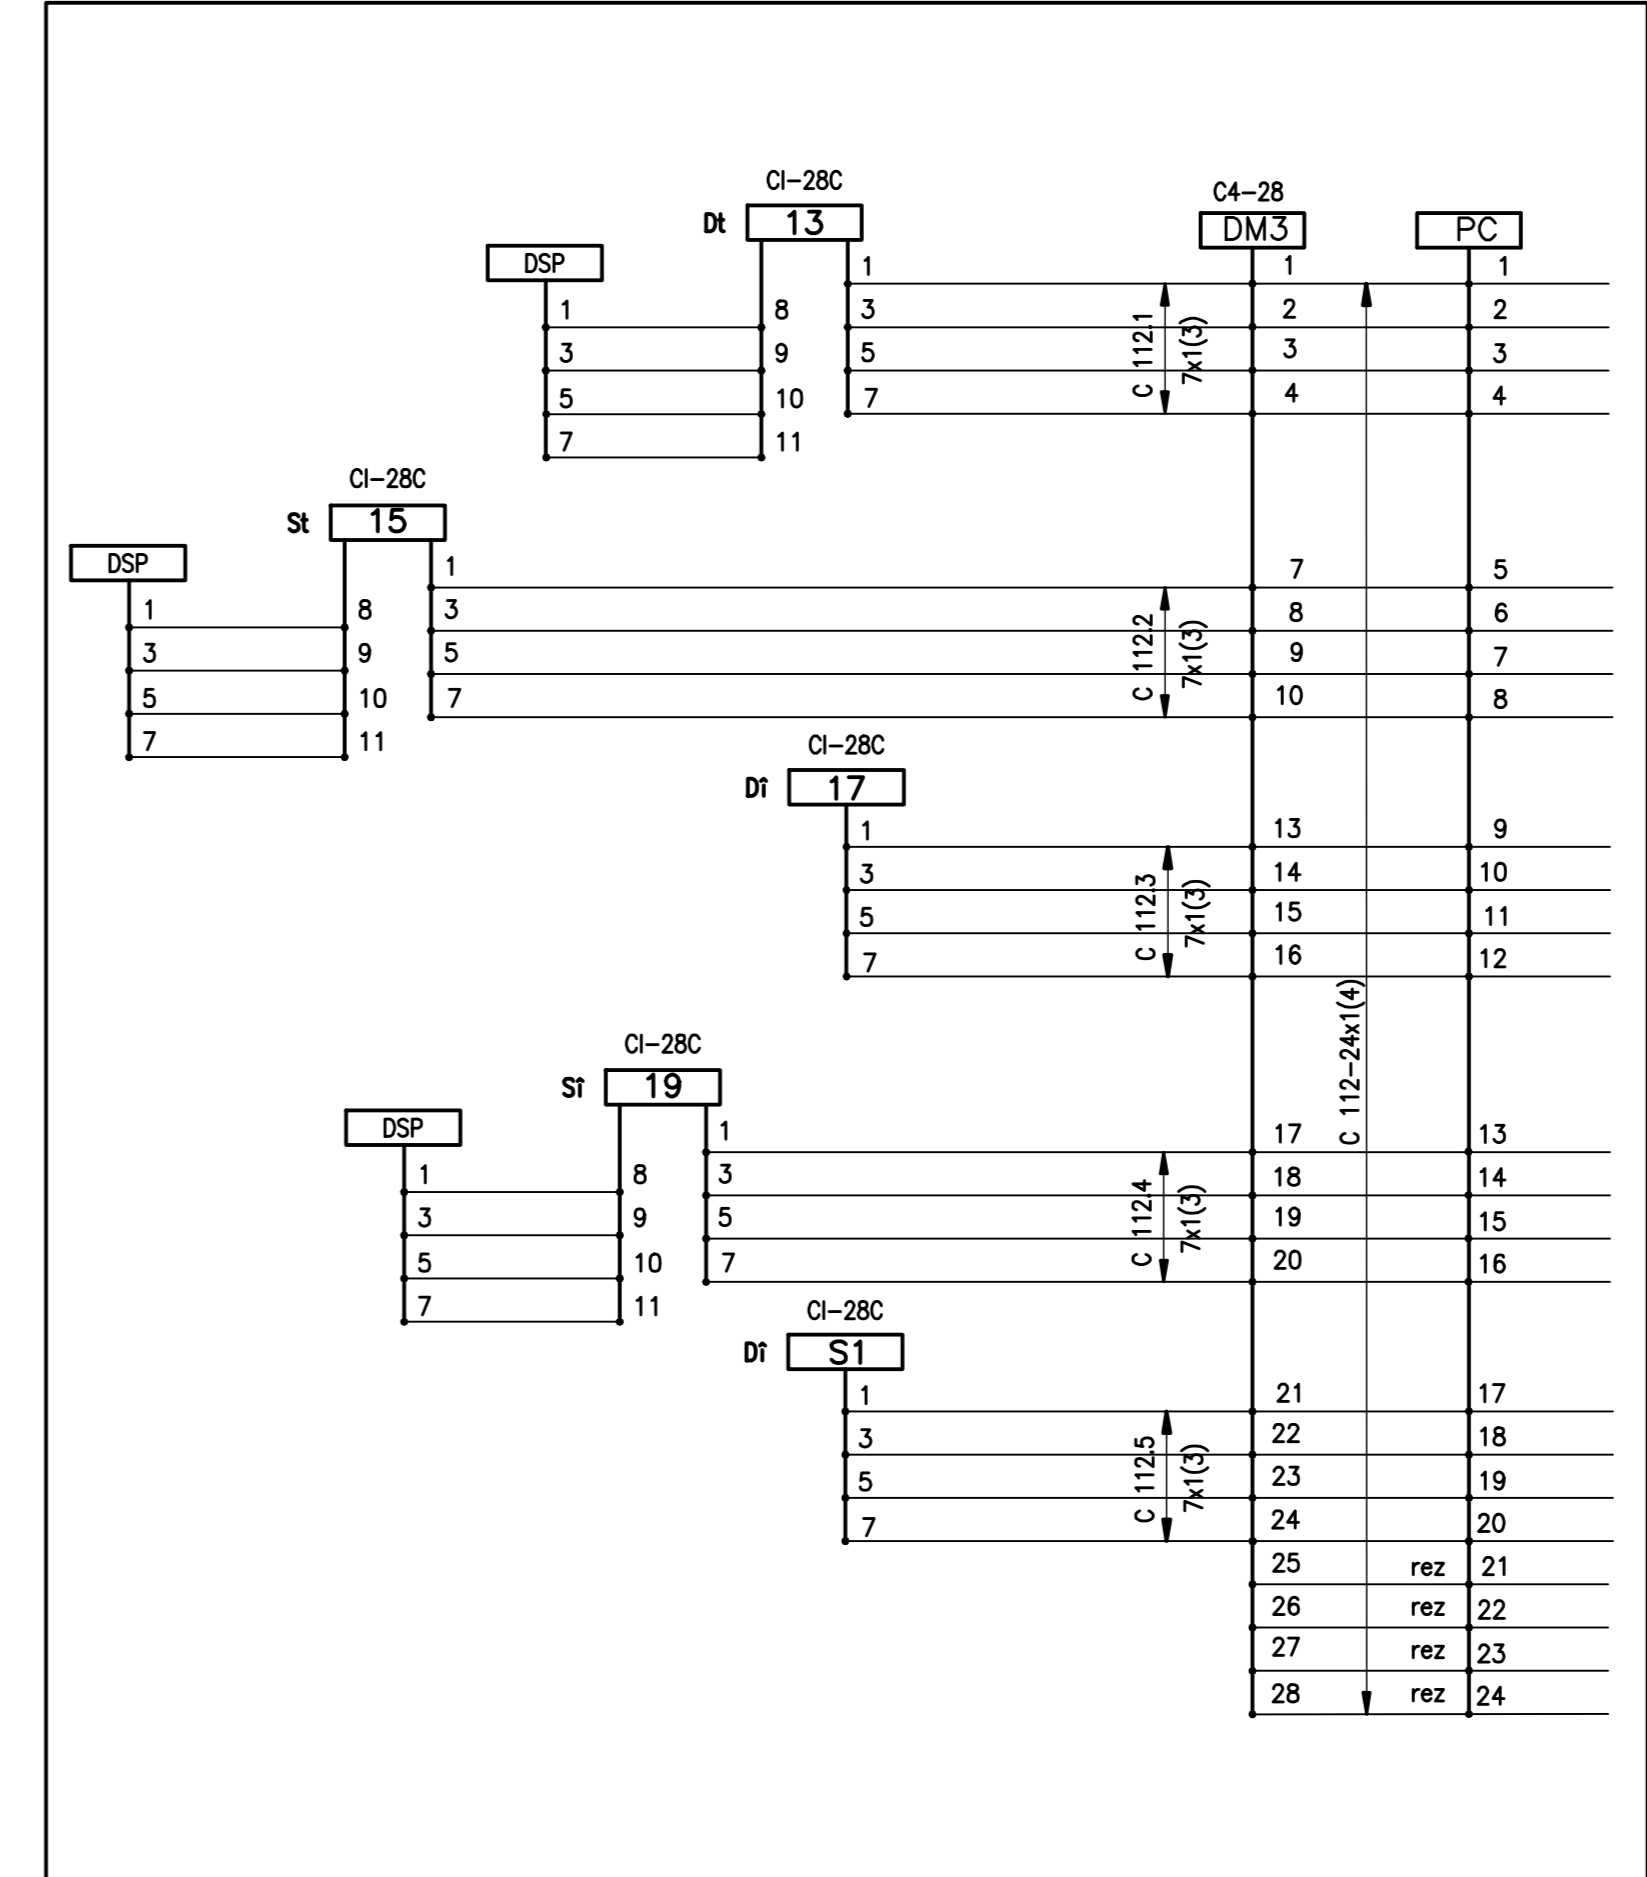 CI-28C
C4-28
Dt 13
DM3 PC
DSP
1 1 1
1 8 3 2 2
3 9 5 3 3
5 10 7 4 4
7 11
C 112.1
7x1(3)
CI-28C
St 15
DSP
1 7 5
1 8 3 8 6
3 9 5 9 7
5 10 7 10 8
7 11
C 112.2
7x1(3)
CI-28C
Dî 17
1 13 9
3 14 10
5 15 11
7 16 12
C 112.3
7x1(3)
C 112-24x1(4)
CI-28C
Sî 19
DSP
1 17 13
1 8 3 18 14
3 9 5 19 15
5 10 7 20 16
7 11
C 112.4
7x1(3)
CI-28C
Dî S1
1 21 17
3 22 18
5 23 19
7 24 20
C 112.5
7x1(3)
25 rez 21
26 rez 22
27 rez 23
28 rez 24